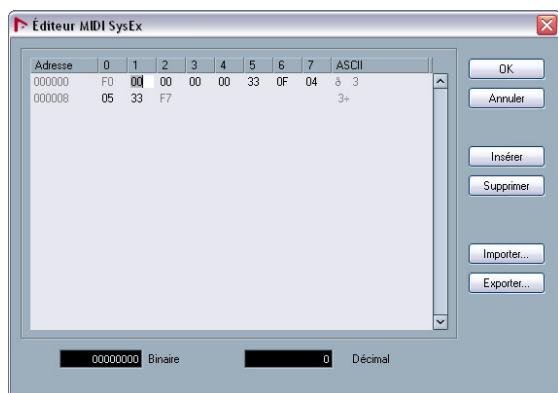 Éditeur MIDI SysEx
Adresse 0 1 2 3 4 5 6 7 ASCII
000000 F0 00 00 00 00 33 0F 04 ð 3
000008 05 33 F7 3÷
OK
Annuler
Insérer
Supprimer
Importer...
Exporter...
00000000 Binaire 0 Décimal